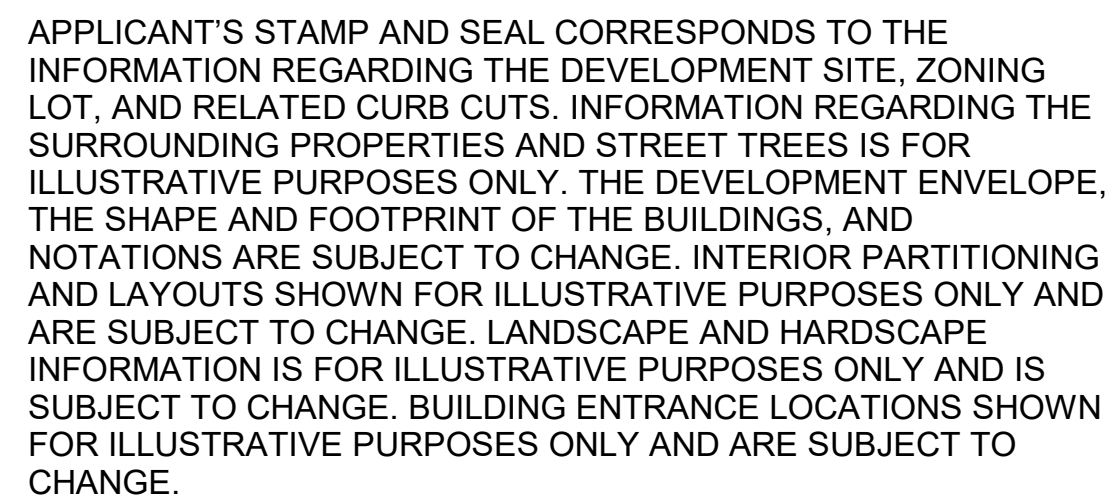 APPLICANT’S STAMP AND SEAL CORRESPONDS TO THE
INFORMATION REGARDING THE DEVELOPMENT SITE, ZONING
LOT, AND RELATED CURB CUTS. INFORMATION REGARDING THE
SURROUNDING PROPERTIES AND STREET TREES IS FOR
ILLUSTRATIVE PURPOSES ONLY. THE DEVELOPMENT ENVELOPE,
THE SHAPE AND FOOTPRINT OF THE BUILDINGS, AND
NOTATIONS ARE SUBJECT TO CHANGE. INTERIOR PARTITIONING
AND LAYOUTS SHOWN FOR ILLUSTRATIVE PURPOSES ONLY AND
ARE SUBJECT TO CHANGE. LANDSCAPE AND HARDSCAPE
INFORMATION IS FOR ILLUSTRATIVE PURPOSES ONLY AND IS
SUBJECT TO CHANGE. BUILDING ENTRANCE LOCATIONS SHOWN
FOR ILLUSTRATIVE PURPOSES ONLY AND ARE SUBJECT TO
CHANGE.